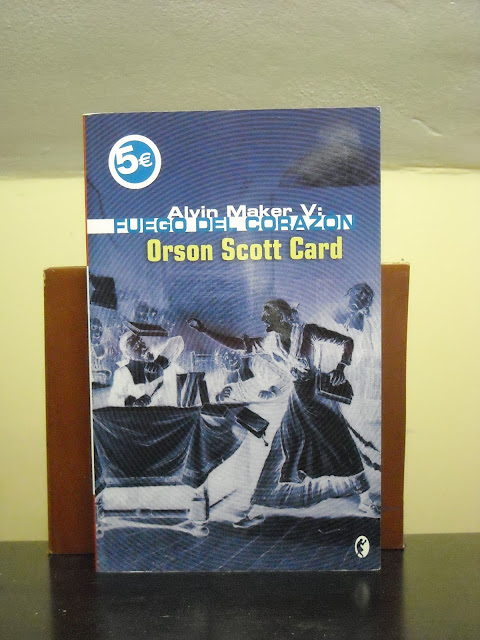 5€
Alvin Maker V:
FUEGO DEL CORAZÓN
Orson Scott Card